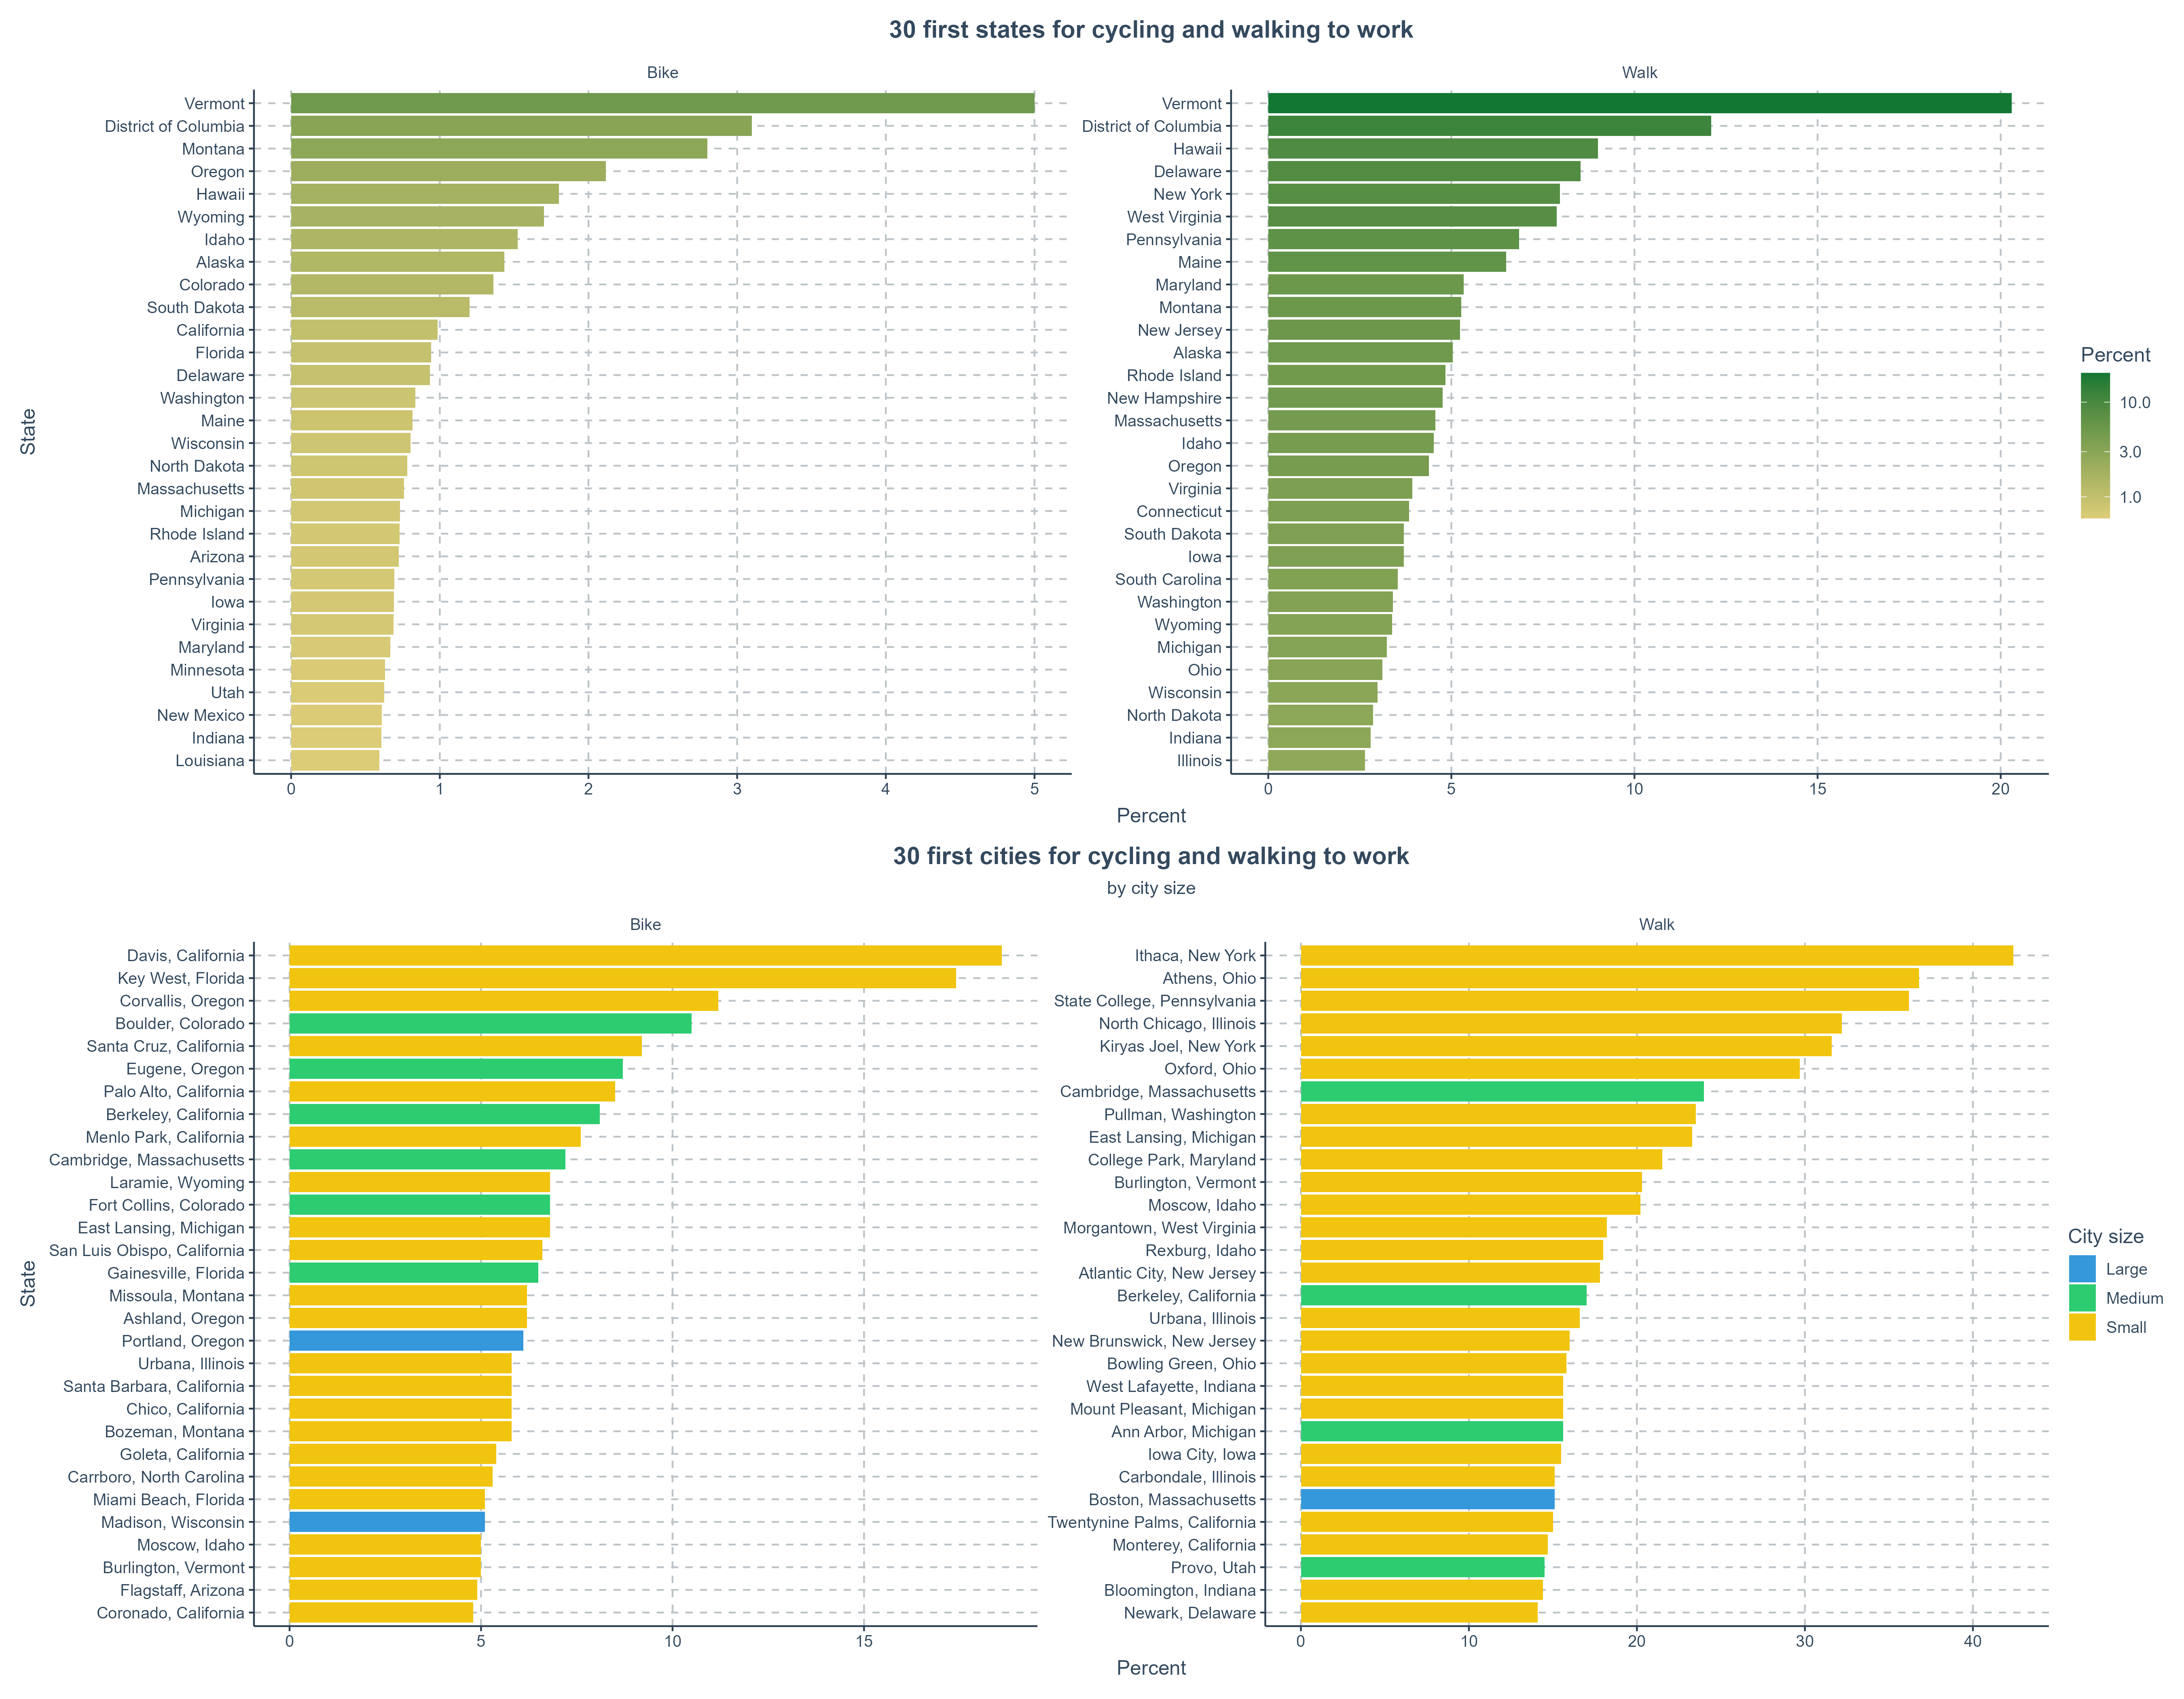 30 first states for cycling and walking to work
Bike
Vermont
District of Columbia
Montana
Oregon
Hawaii
Wyoming
Idaho
Alaska
Colorado
South Dakota
California
Florida
Delaware
Washington
Maine
Wisconsin
North Dakota
Massachusetts
Michigan
Rhode Island
Arizona
Pennsylvania
Iowa
Virginia
Maryland
Minnesota
Utah
New Mexico
Indiana
Louisiana
0 1 2 3 4 5
State
Walk
Vermont
District of Columbia
Hawaii
Delaware
New York
West Virginia
Pennsylvania
Maine
Maryland
Montana
New Jersey
Alaska
Rhode Island
New Hampshire
Massachusetts
Idaho
Oregon
Virginia
Connecticut
South Dakota
Iowa
South Carolina
Washington
Wyoming
Michigan
Ohio
Wisconsin
North Dakota
Indiana
Illinois
0 5 10 15 20
Percent
Percent
10.0
3.0
1.0
30 first cities for cycling and walking to work
by city size
Bike
Davis, California
Key West, Florida
Corvallis, Oregon
Boulder, Colorado
Santa Cruz, California
Eugene, Oregon
Palo Alto, California
Berkeley, California
Menlo Park, California
Cambridge, Massachusetts
Laramie, Wyoming
Fort Collins, Colorado
East Lansing, Michigan
San Luis Obispo, California
Gainesville, Florida
Missoula, Montana
Ashland, Oregon
Portland, Oregon
Urbana, Illinois
Santa Barbara, California
Chico, California
Bozeman, Montana
Goleta, California
Carrboro, North Carolina
Miami Beach, Florida
Madison, Wisconsin
Moscow, Idaho
Burlington, Vermont
Flagstaff, Arizona
Coronado, California
0 5 10 15
State
Walk
Ithaca, New York
Athens, Ohio
State College, Pennsylvania
North Chicago, Illinois
Kiryas Joel, New York
Oxford, Ohio
Cambridge, Massachusetts
Pullman, Washington
East Lansing, Michigan
College Park, Maryland
Burlington, Vermont
Moscow, Idaho
Morgantown, West Virginia
Rexburg, Idaho
Atlantic City, New Jersey
Berkeley, California
Urbana, Illinois
New Brunswick, New Jersey
Bowling Green, Ohio
West Lafayette, Indiana
Mount Pleasant, Michigan
Ann Arbor, Michigan
Iowa City, Iowa
Carbondale, Illinois
Boston, Massachusetts
Twentynine Palms, California
Monterey, California
Provo, Utah
Bloomington, Indiana
Newark, Delaware
0 10 20 30 40
Percent
City size
Large
Medium
Small